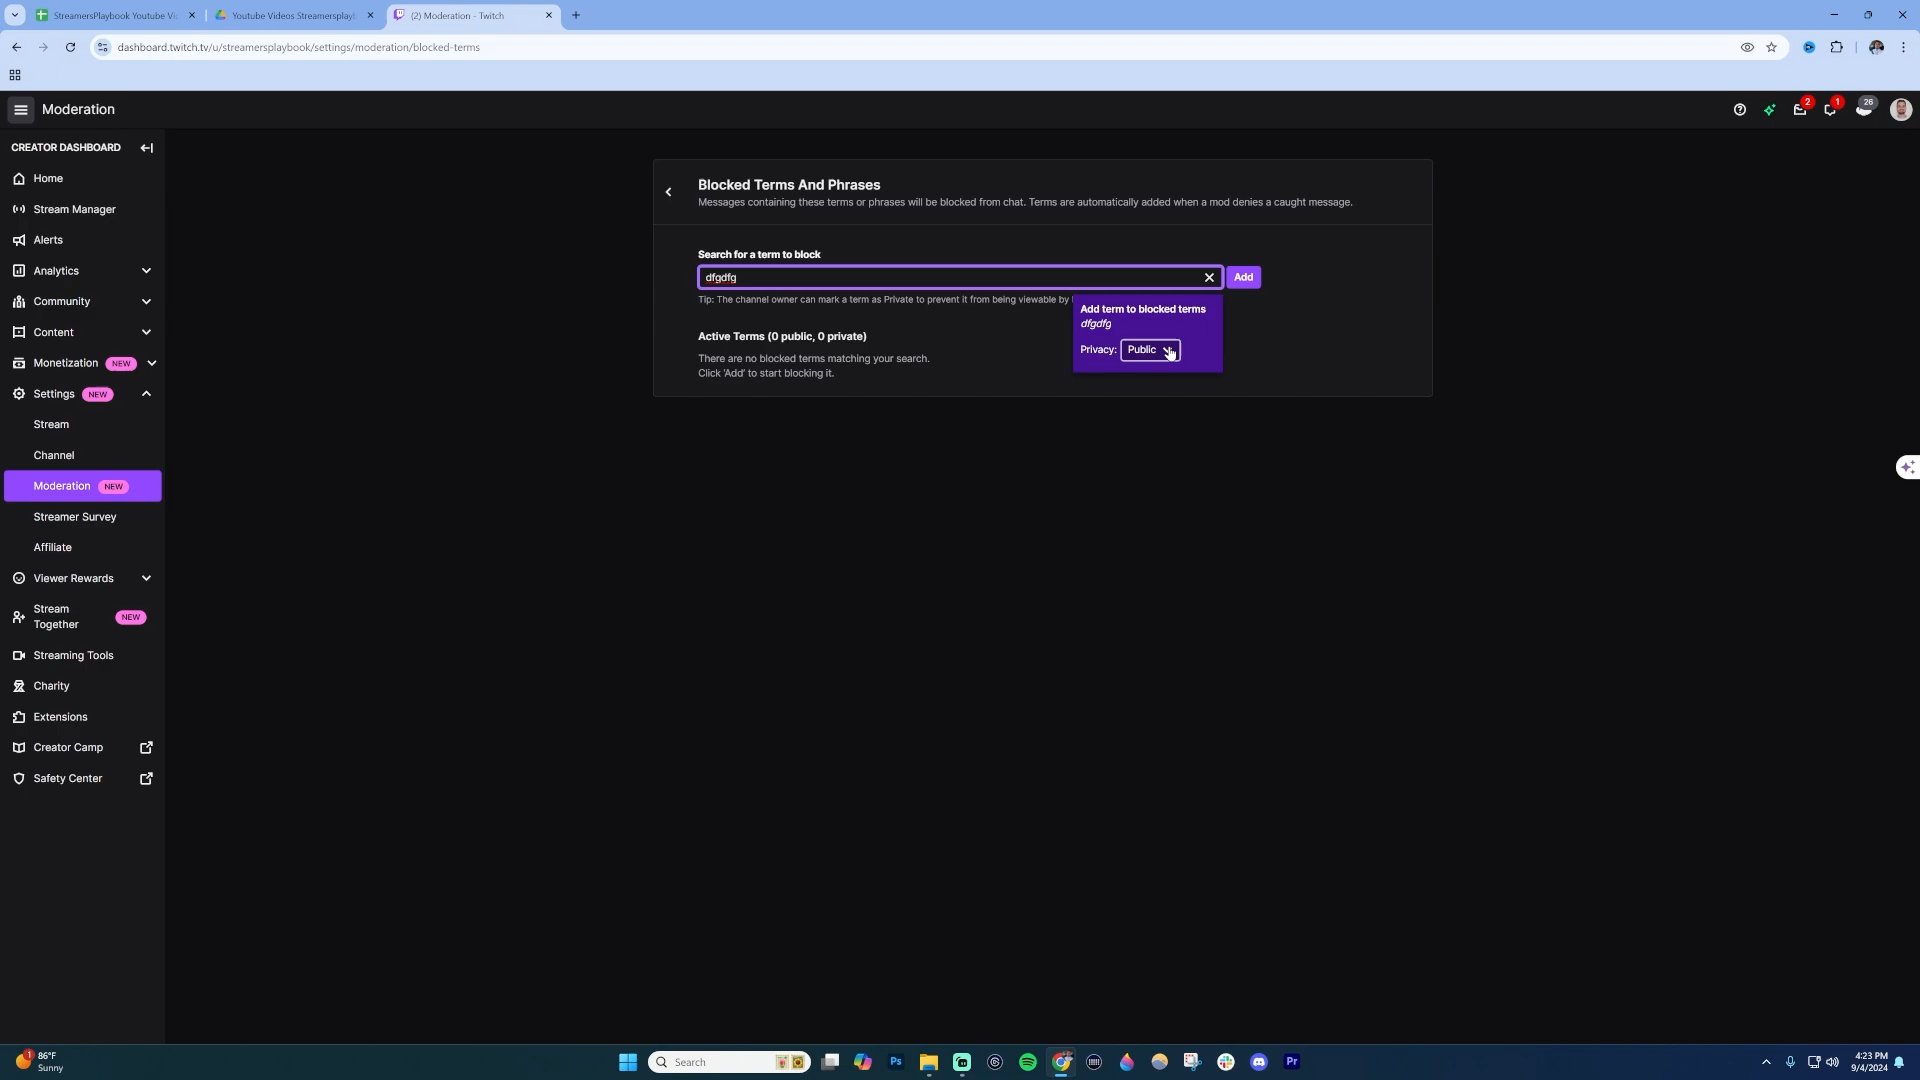 StreamersPlaybook Youtube Vi
Youtube Videos Streamersplayb
(2) Moderation - Twitch
dashboard.twitch.tv/u/streamersplaybook/settings/moderation/blocked-terms
Moderation
2
1
26
CREATOR DASHBOARD
Home
Stream Manager
Alerts
Analytics
Community
Content
Monetization NEW
Settings NEW
Stream
Channel
Moderation NEW
Streamer Survey
Affiliate
Viewer Rewards
Stream
Together
NEW
Streaming Tools
Charity
Extensions
Creator Camp
Safety Center
Blocked Terms And Phrases
Messages containing these terms or phrases will be blocked from chat. Terms are automatically added when a mod denies a caught message.
Search for a term to block
dfgdfg
Add
Tip: The channel owner can mark a term as Private to prevent it from being viewable by
Add term to blocked terms
dfgdfg
Privacy: Public
Active Terms (0 public, 0 private)
There are no blocked terms matching your search.
Click 'Add' to start blocking it.
1
86°F
Sunny
Search
Ps
Pr
4:23 PM
9/4/2024